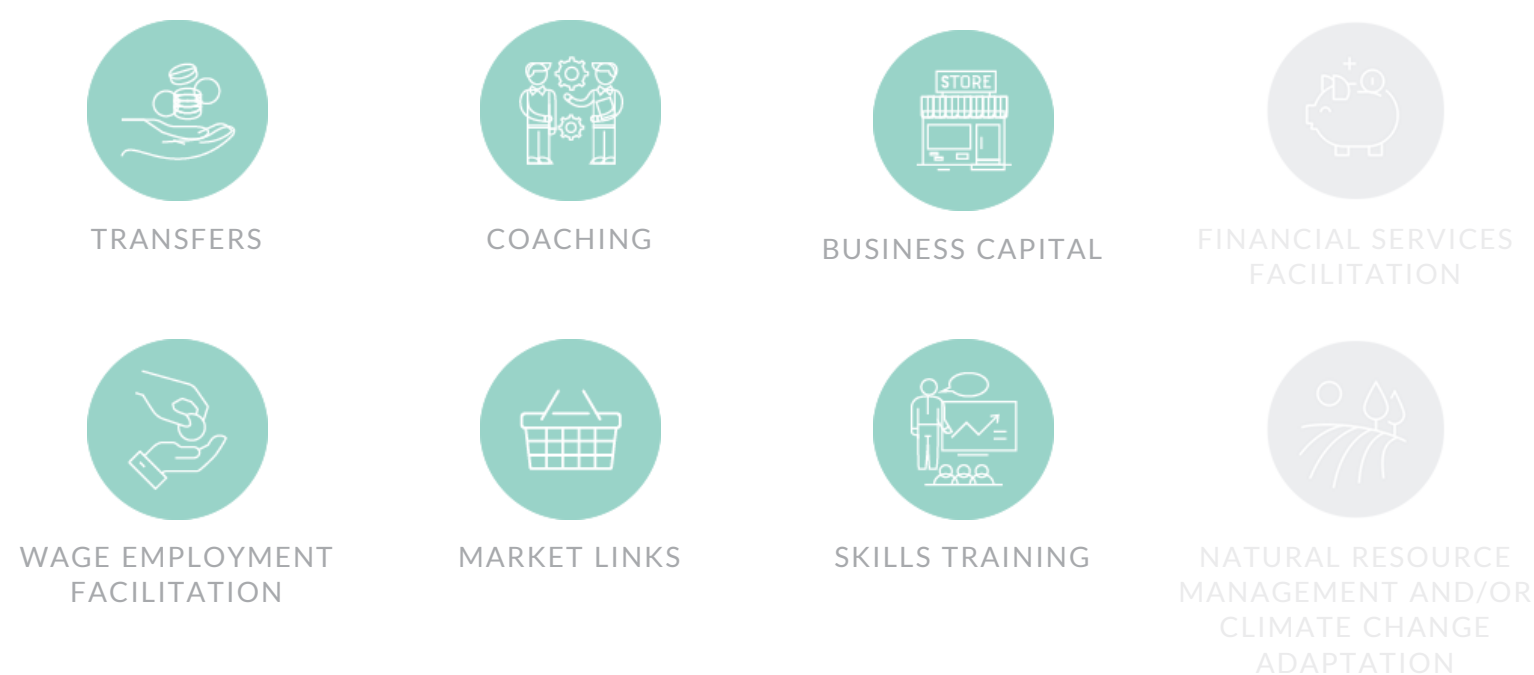 STORE
TRANSFERS
COACHING
BUSINESS CAPITAL
FINANCIAL SERVICES
FACILITATION
WAGE EMPLOYMENT
FACILITATION
MARKET LINKS
SKILLS TRAINING
NATURAL RESOURCE
MANAGEMENT AND/OR
CLIMATE CHANGE
ADAPTATION